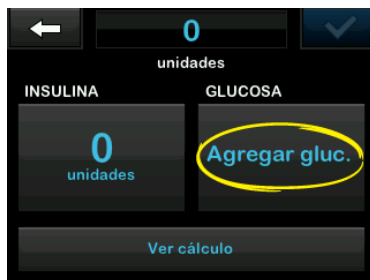 0
unidades
INSULINA
GLUCOSA
0
unidades
Agregar gluc.
Ver cálculo